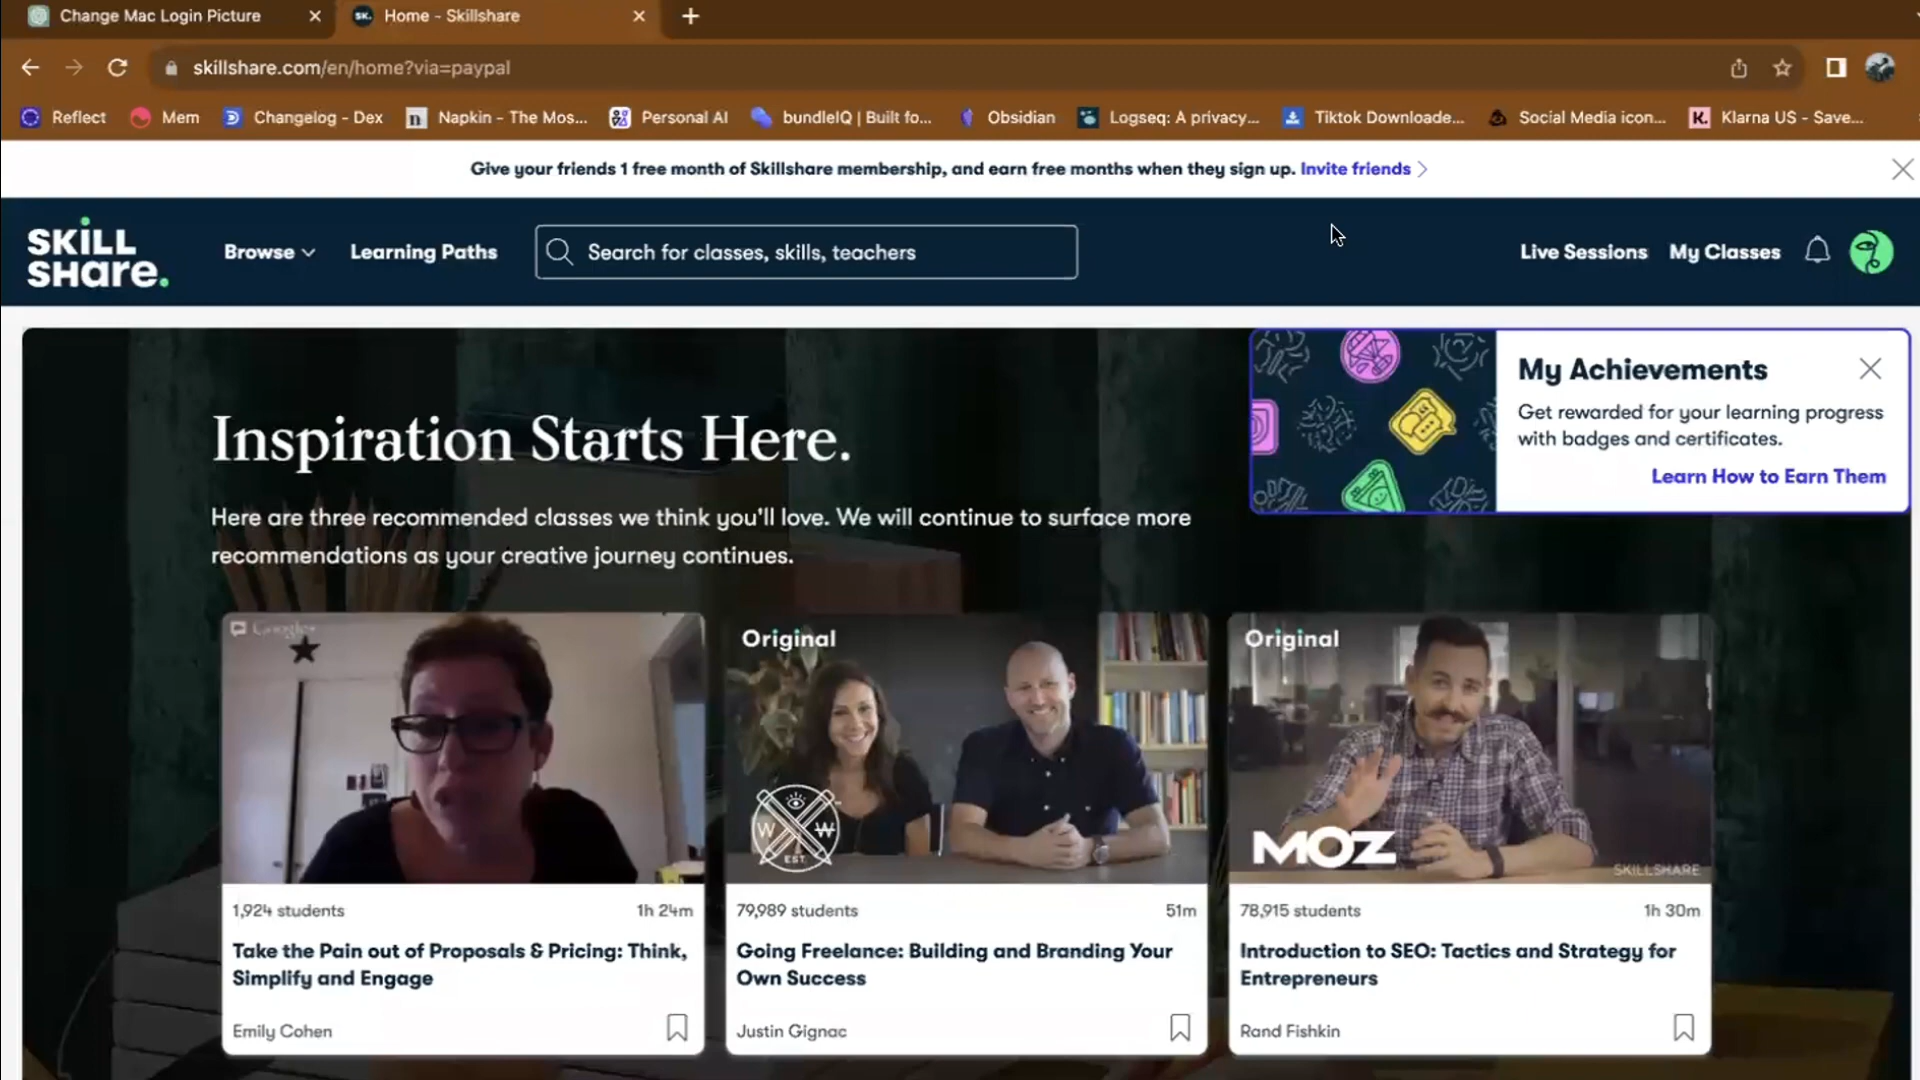 Change Mac Login Picture
SK.
Home - Skillshare
skillshare.com/en/home?via=paypal
Reflect
Mem
Changelog - Dex
Napkin - The Mos...
Personal AI
bundleIQ | Built fo...
Obsidian
Logseq: A privacy...
Tiktok Downloade...
Social Media icon...
K.
Klarna US - Save...
Give your friends 1 free month of Skillshare membership, and earn free months when they sign up. Invite friends
SKILL
SHare.
Browse
Learning Paths
Search for classes, skills, teachers
Live Sessions
My Classes
My Achievements
Get rewarded for your learning progress
with badges and certificates.
Learn How to Earn Them
Inspiration Starts Here.
Here are three recommended classes we think you'll love. We will continue to surface more
recommendations as your creative journey continues.
Google+
1,924 students
1h 24m
Take the Pain out of Proposals & Pricing: Think,
Simplify and Engage
Emily Cohen
Original
W W
EST.
79,989 students
51m
Going Freelance: Building and Branding Your
Own Success
Justin Gignac
Original
MOZ
SKILLSHARE
78,915 students
1h 30m
Introduction to SEO: Tactics and Strategy for
Entrepreneurs
Rand Fishkin